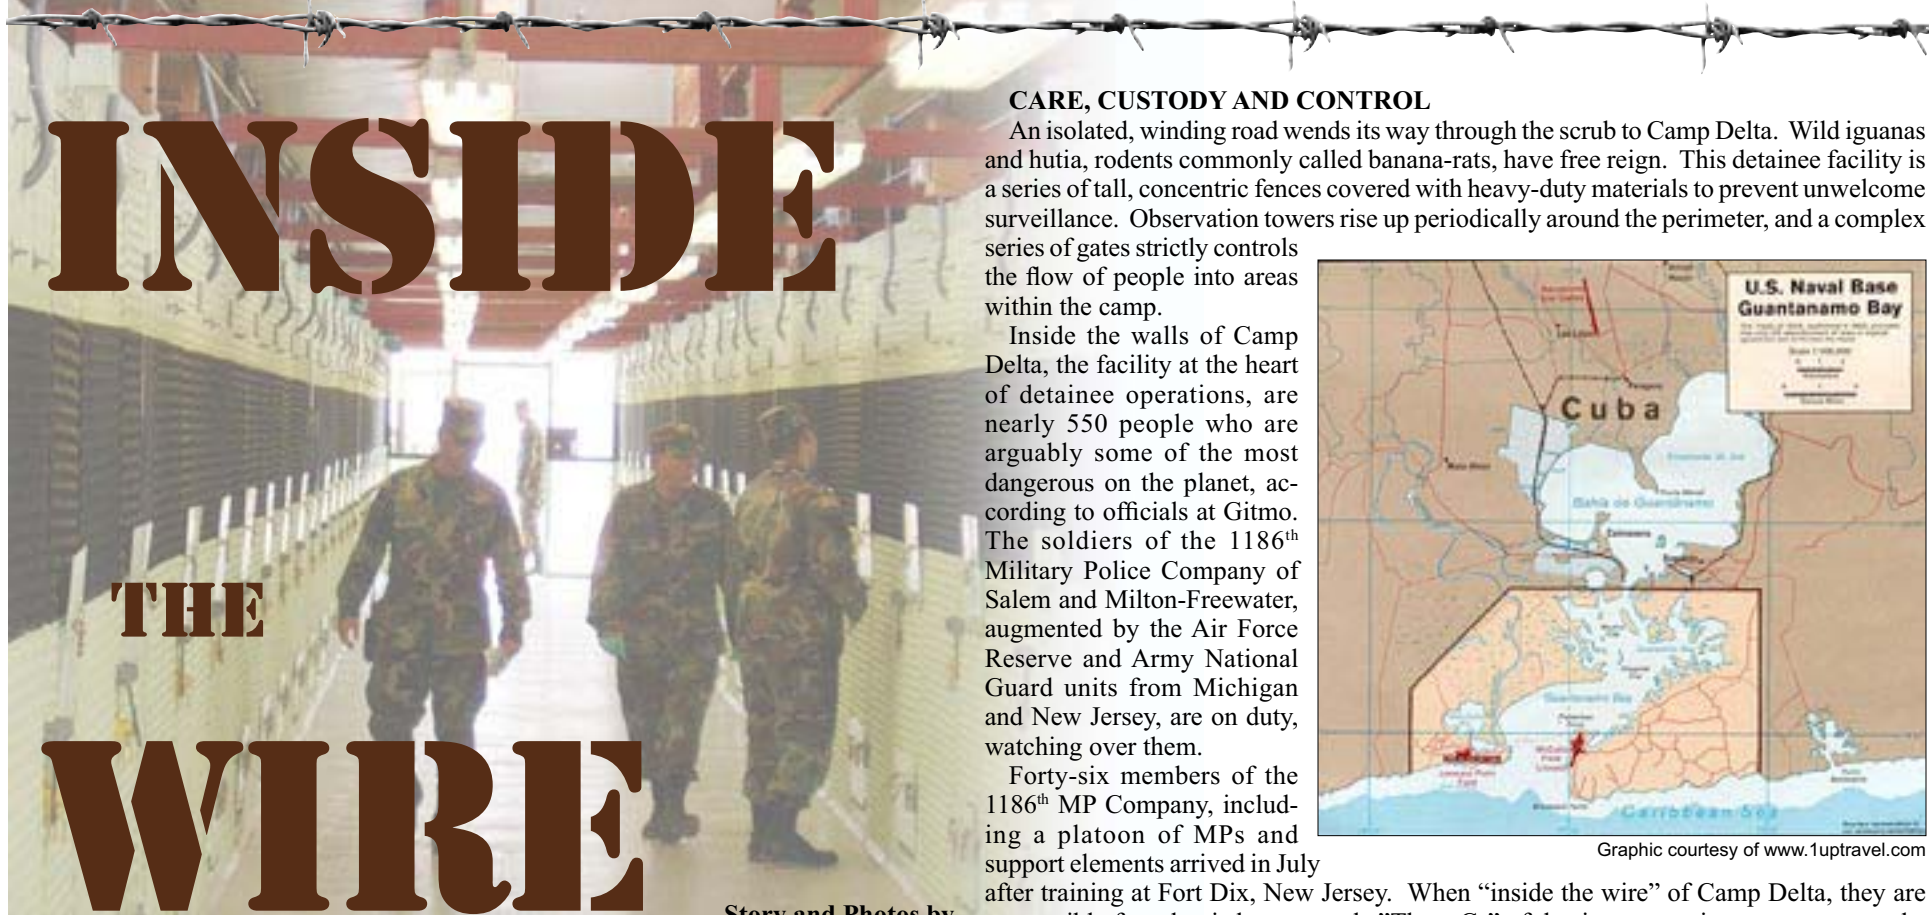 INSIDE
THE
WIRE
Story and Photos by
CARE, CUSTODY AND CONTROL
An isolated, winding road wends its way through the scrub to Camp Delta. Wild iguanas
and hutia, rodents commonly called banana-rats, have free reign. This detainee facility is
a series of tall, concentric fences covered with heavy-duty materials to prevent unwelcome
surveillance. Observation towers rise up periodically around the perimeter, and a complex
series of gates strictly controls
the flow of people into areas
within the camp.
Inside the walls of Camp
Delta, the facility at the heart
of detainee operations, are
nearly 550 people who are
arguably some of the most
dangerous on the planet, ac-
cording to officials at Gitmo.
The soldiers of the 1186th
Military Police Company of
Salem and Milton-Freewater,
augmented by the Air Force
Reserve and Army National
Guard units from Michigan
and New Jersey, are on duty,
watching over them.
Forty-six members of the
1186th MP Company, includ-
ing a platoon of MPs and
support elements arrived in July
after training at Fort Dix, New Jersey. When “inside the wire” of Camp Delta, they are
U.S. Naval Base
Guantanamo Bay
Cuba
Bahia de Guantánamo
Guantanamo Bay
Caribbean Sea
Graphic courtesy of www.1uptravel.com